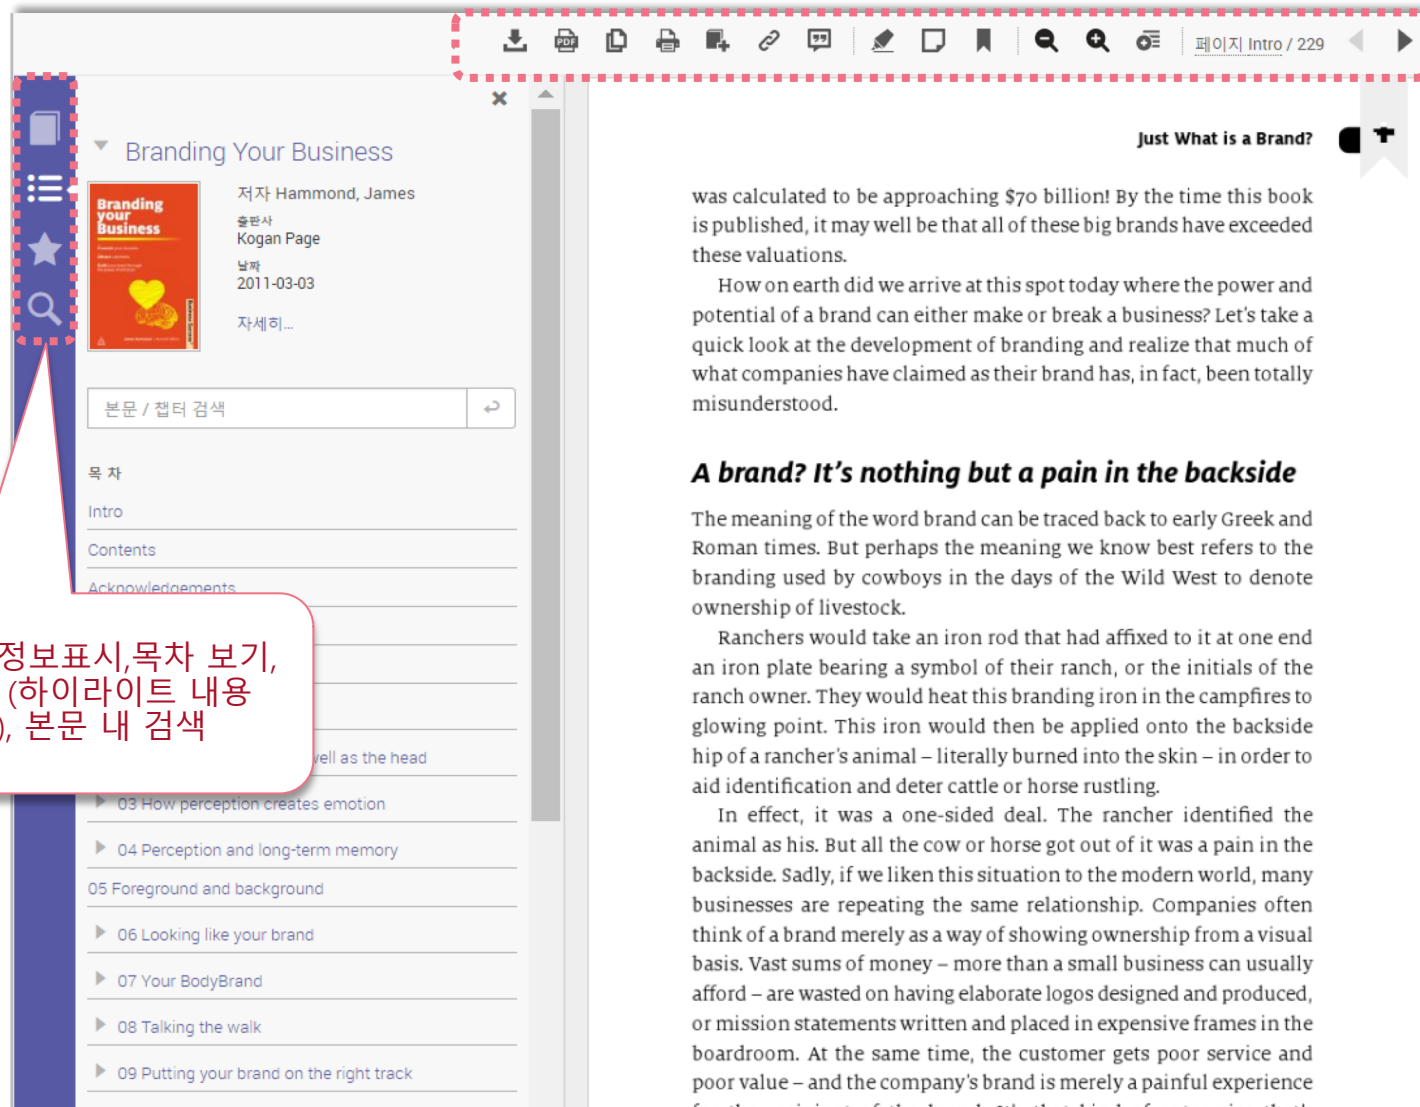 PDF
페이지 Intro / 229
Branding Your Business
Branding
your
Business
저자 Hammond, James
출판사
Kogan Page
날짜
2011-03-03
자세히...
본문 / 챕터 검색
목 차
Intro
Contents
Acknowledgements
정보표시,목차 보기,
(하이라이트 내용
), 본문 내 검색
well as the head
03 How perception creates emotion
04 Perception and long-term memory
05 Foreground and background
06 Looking like your brand
07 Your BodyBrand
08 Talking the walk
09 Putting your brand on the right track
Just What is a Brand?
was calculated to be approaching $70 billion! By the time this book
is published, it may well be that all of these big brands have exceeded
these valuations.
How on earth did we arrive at this spot today where the power and
potential of a brand can either make or break a business? Let's take a
quick look at the development of branding and realize that much of
what companies have claimed as their brand has, in fact, been totally
misunderstood.
A brand? It's nothing but a pain in the backside
The meaning of the word brand can be traced back to early Greek and
Roman times. But perhaps the meaning we know best refers to the
branding used by cowboys in the days of the Wild West to denote
ownership of livestock.
Ranchers would take an iron rod that had affixed to it at one end
an iron plate bearing a symbol of their ranch, or the initials of the
ranch owner. They would heat this branding iron in the campfires to
glowing point. This iron would then be applied onto the backside
hip of a rancher's animal – literally burned into the skin – in order to
aid identification and deter cattle or horse rustling.
In effect, it was a one-sided deal. The rancher identified the
animal as his. But all the cow or horse got out of it was a pain in the
backside. Sadly, if we liken this situation to the modern world, many
businesses are repeating the same relationship. Companies often
think of a brand merely as a way of showing ownership from a visual
basis. Vast sums of money – more than a small business can usually
afford – are wasted on having elaborate logos designed and produced,
or mission statements written and placed in expensive frames in the
boardroom. At the same time, the customer gets poor service and
poor value – and the company's brand is merely a painful experience